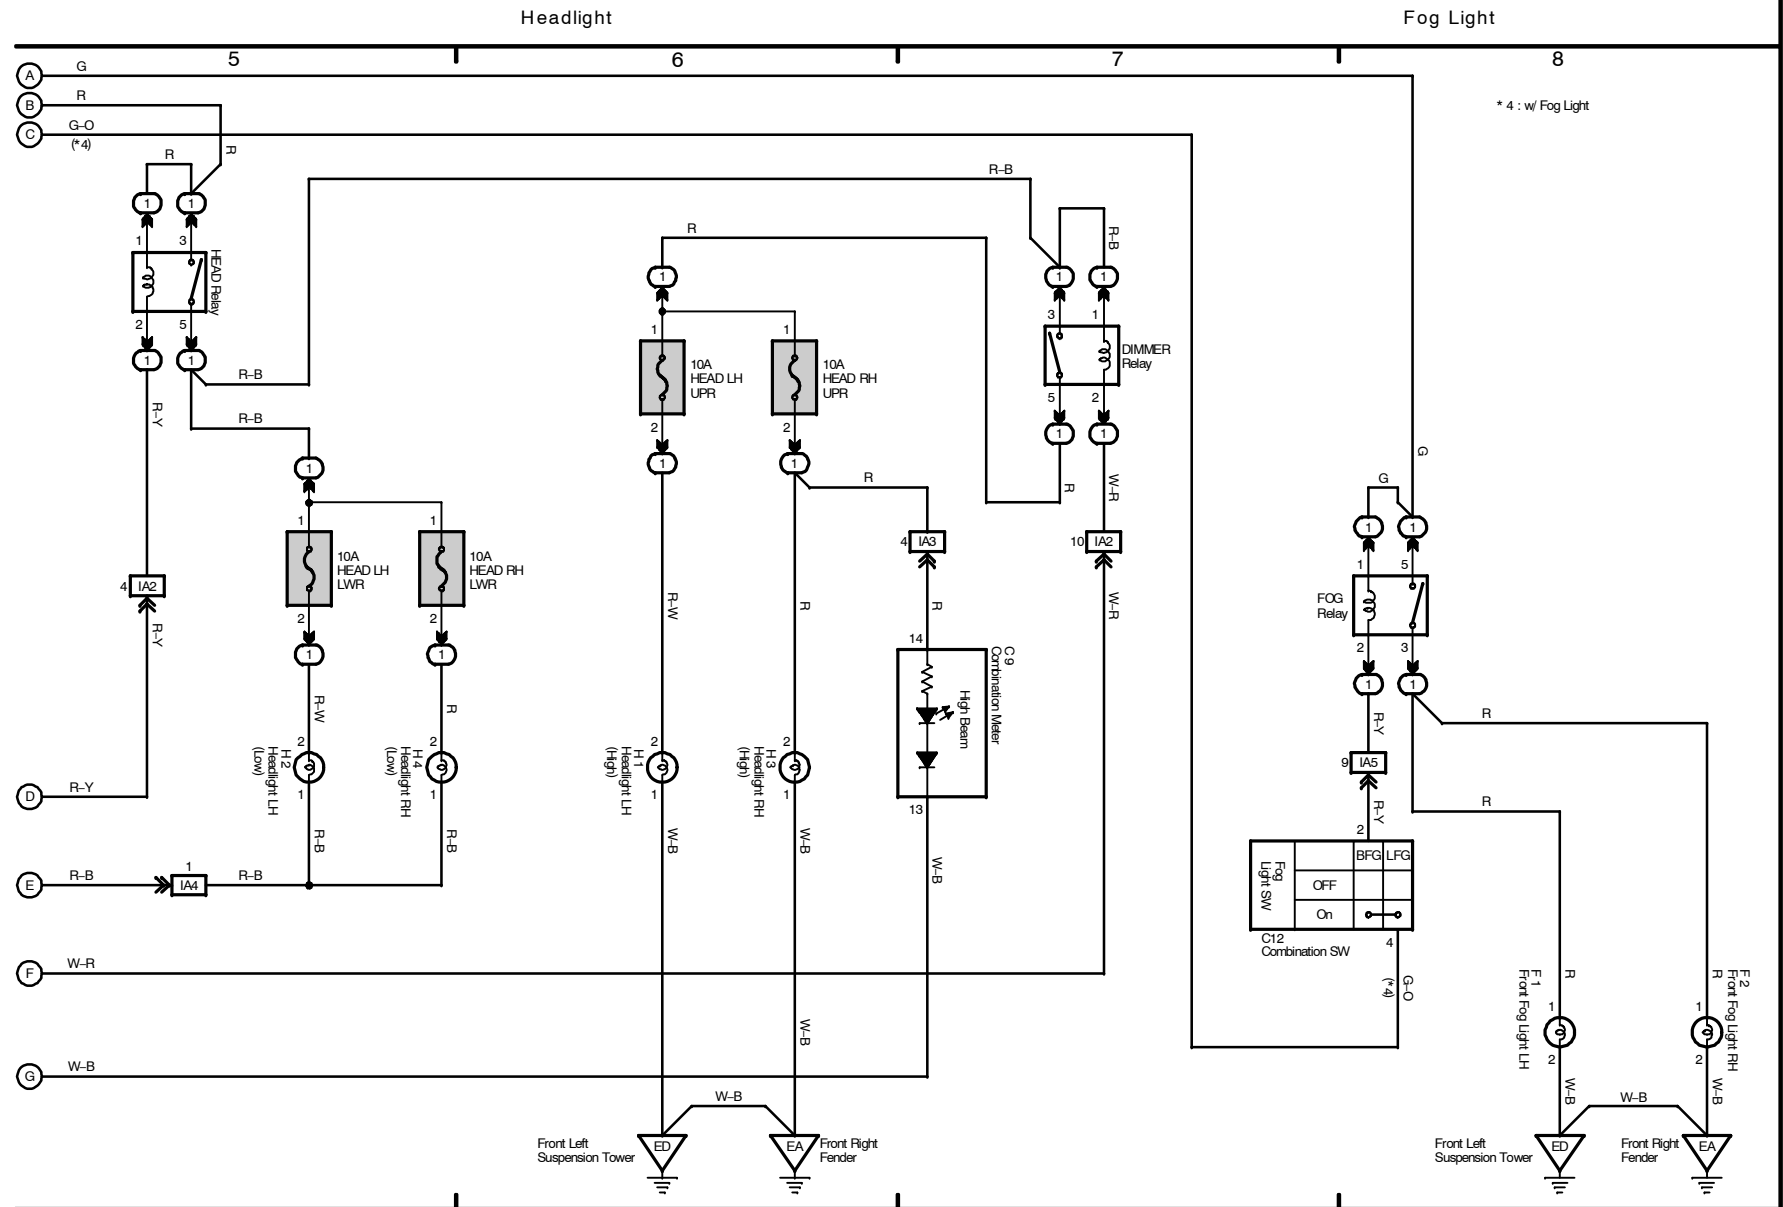 Headlight
Fog Light
5
6
7
8
A
G
B
R
* 4 : w/ Fog Light
C
G–O
(*4)
R
R
R–B
R
R–B
1
1
1
3
HEAD Relay
2
5
1
1
R–B
R–B
R–Y
1
1
1
10A
HEAD LH
LWR
10A
HEAD RH
LWR
2
2
1
1
4
IA2
R–Y
R–W
R
2
H 2
Headlight LH
(Low)
1
2
H 4
Headlight RH
(Low)
1
R–B
R–B
1
1
1
10A
HEAD LH
UPR
10A
HEAD RH
UPR
2
2
1
1
R
R–W
R
2
H 1
Headlight LH
(High)
1
2
H 3
Headlight RH
(High)
1
W–B
W–B
4
IA3
R
14
C 9
Combination Meter
High Beam
13
W–B
1
1
3
1
DIMMER
Relay
5
2
1
1
R
W–R
10
IA2
W–R
G
G
1
1
1
5
FOG
Relay
2
3
1
1
R–Y
R
9
IA5
R–Y
R
2
BFG
LFG
Fog
Light SW
OFF
On
C12
Combination SW
4
G–O
(*4)
D
R–Y
E
R–B
1
IA4
R–B
F
W–R
G
W–B
W–B
W–B
Front Left
Suspension Tower
ED
EA
Front Right
Fender
R
F 1
Front Fog Light LH
1
2
W–B
R
F 2
Front Fog Light RH
1
2
W–B
W–B
Front Left
Suspension Tower
ED
Front Right
Fender
EA